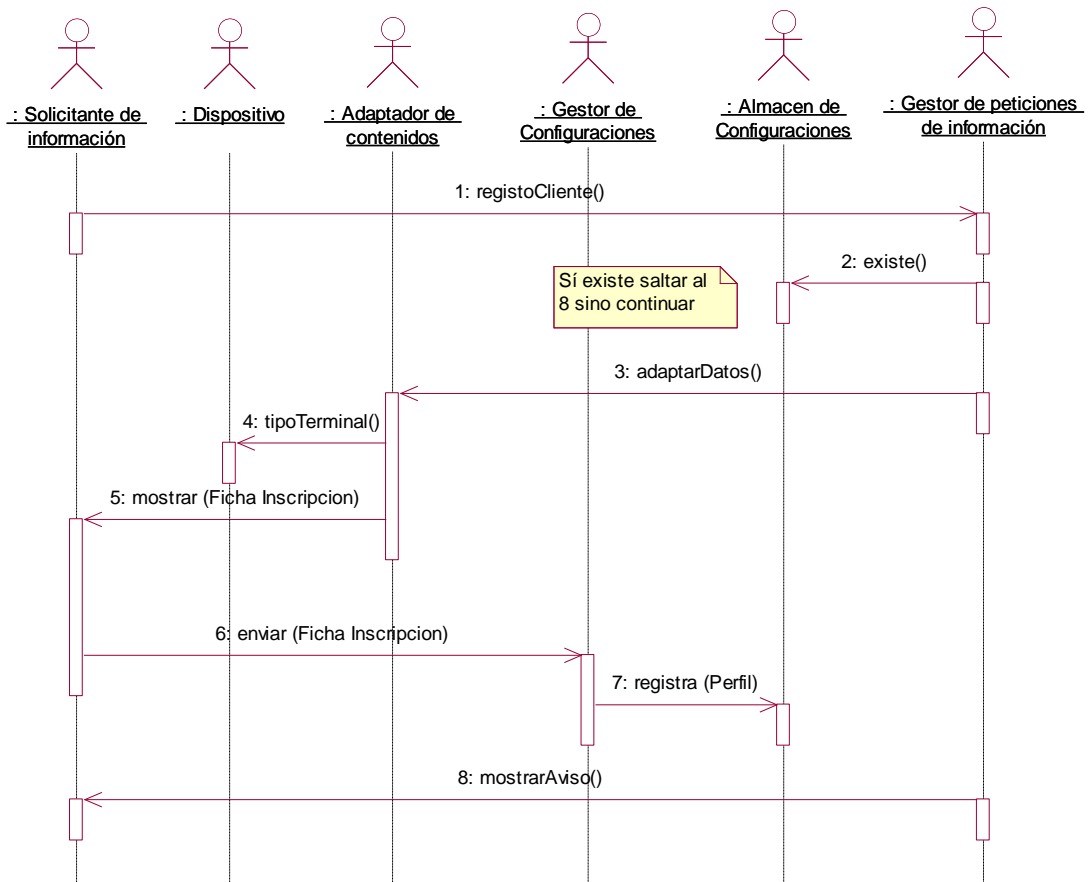 : Solicitante de
información
: Dispositivo
: Adaptador de
contenidos
: Gestor de
Configuraciones
: Almacen de
Configuraciones
: Gestor de peticiones
de información
1: registoCliente()
2: existe()
Sí existe saltar al
8 sino continuar
3: adaptarDatos()
4: tipoTerminal()
5: mostrar (Ficha Inscripcion)
6: enviar (Ficha Inscripcion)
7: registra (Perfil)
8: mostrarAviso()